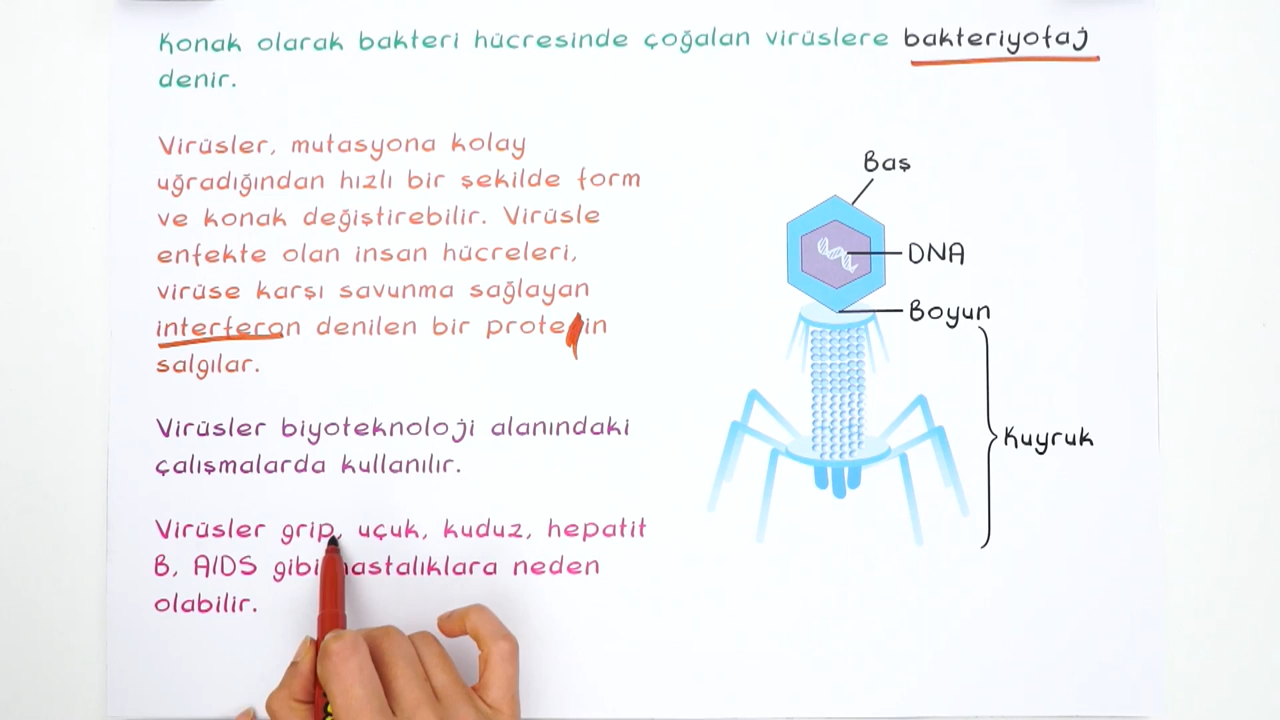 Konak olarak bakteri hücresinde çoğalan virüslere bakteriyofaj
denir.
Virüsler, mutasyona kolay
uğradığından hızlı bir şekilde form
ve konak değiştirebilir. Virüsle
enfekte olan insan hücreleri,
virüse karşı savunma sağlayan
interferon denilen bir protein
salgılar.
Virüsler biyoteknoloji alanındaki
çalışmalarda kullanılır.
Virüsler grip, uçuk, kuduz, hepatit
B, AIDS gibi hastalıklara neden
olabilir.
Baş
DNA
Boyun
Kuyruk